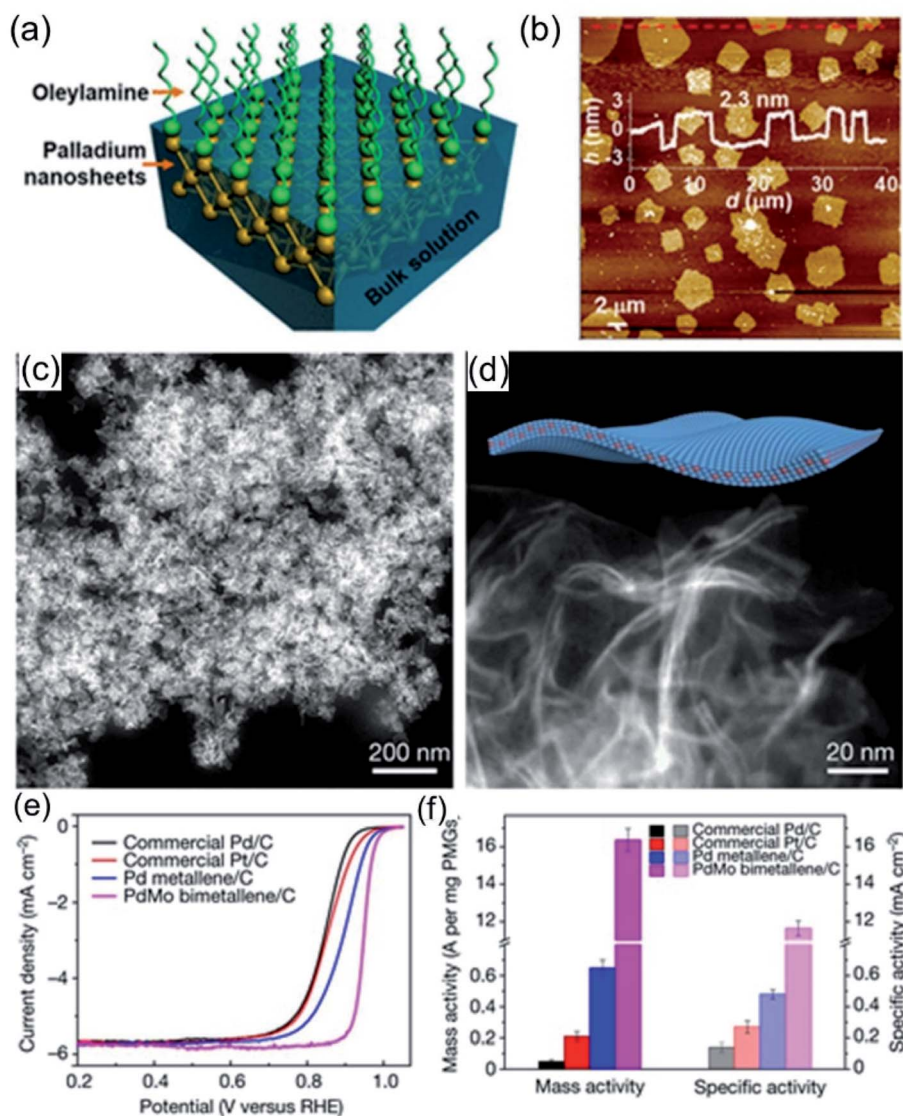 (a)
Oleylamine
Palladium
nanosheets
Bulk solution
(b)
h (nm)
3
0
-3
2.3 nm
0 10 20 30 40
d (μm)
2 μm
(c)
200 nm
(d)
20 nm
(e)
Current density (mA cm⁻²)
0
-2
-4
-6
Commercial Pd/C
Commercial Pt/C
Pd metallene/C
PdMo bimetallene/C
0.2 0.4 0.6 0.8 1.0
Potential (V versus RHE)
(f)
Mass activity (A per mg PMGs)
16
14
12
0.6
0.4
0.2
0
Commercial Pd/C
Commercial Pt/C
Pd metallene/C
PdMo bimetallene/C
16
14
12
0.6
0.4
0.2
0
Specific activity (mA cm⁻²)
Mass activity Specific activity